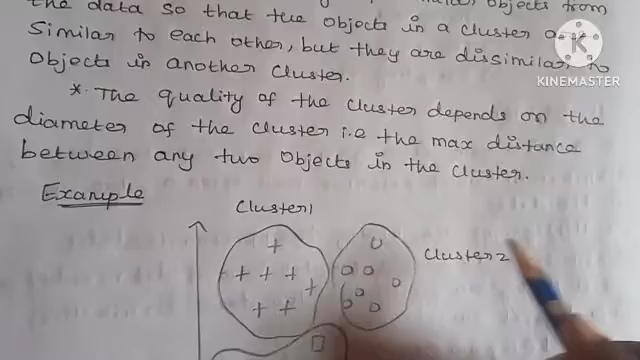 the data so that the objects in a cluster are
objects from
Similar to each other, but they are dissimilar to
Objects in another cluster.
* The quality of the cluster depends on the
diameter of the cluster i.e the max distance
between any two Objects in the cluster.
Example
Cluster1
Cluster2
K
KINEMASTER